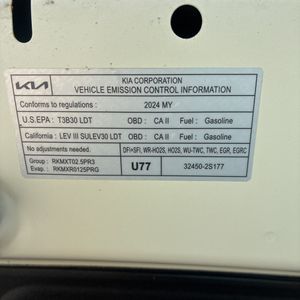 KIA
KIA CORPORATION
VEHICLE EMISSION CONTROL INFORMATION
Conforms to regulations : 2024 MY
U.S.EPA : T3B30 LDT OBD : CA II Fuel : Gasoline
California : LEV III SULEV30 LDT OBD : CA II Fuel : Gasoline
No adjustments needed. DFI+SFI, WR-HO2S, HO2S, WU-TWC, TWC, EGR, EGRC
Group : RKMXT02.5PR3 U77 32450-2S177
Evap. : RKMXR0125PRG